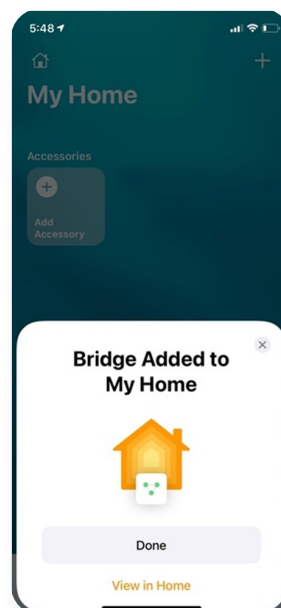 5:48
My Home
Accessories
Add
Accessory
Bridge Added to
My Home
Done
View in Home